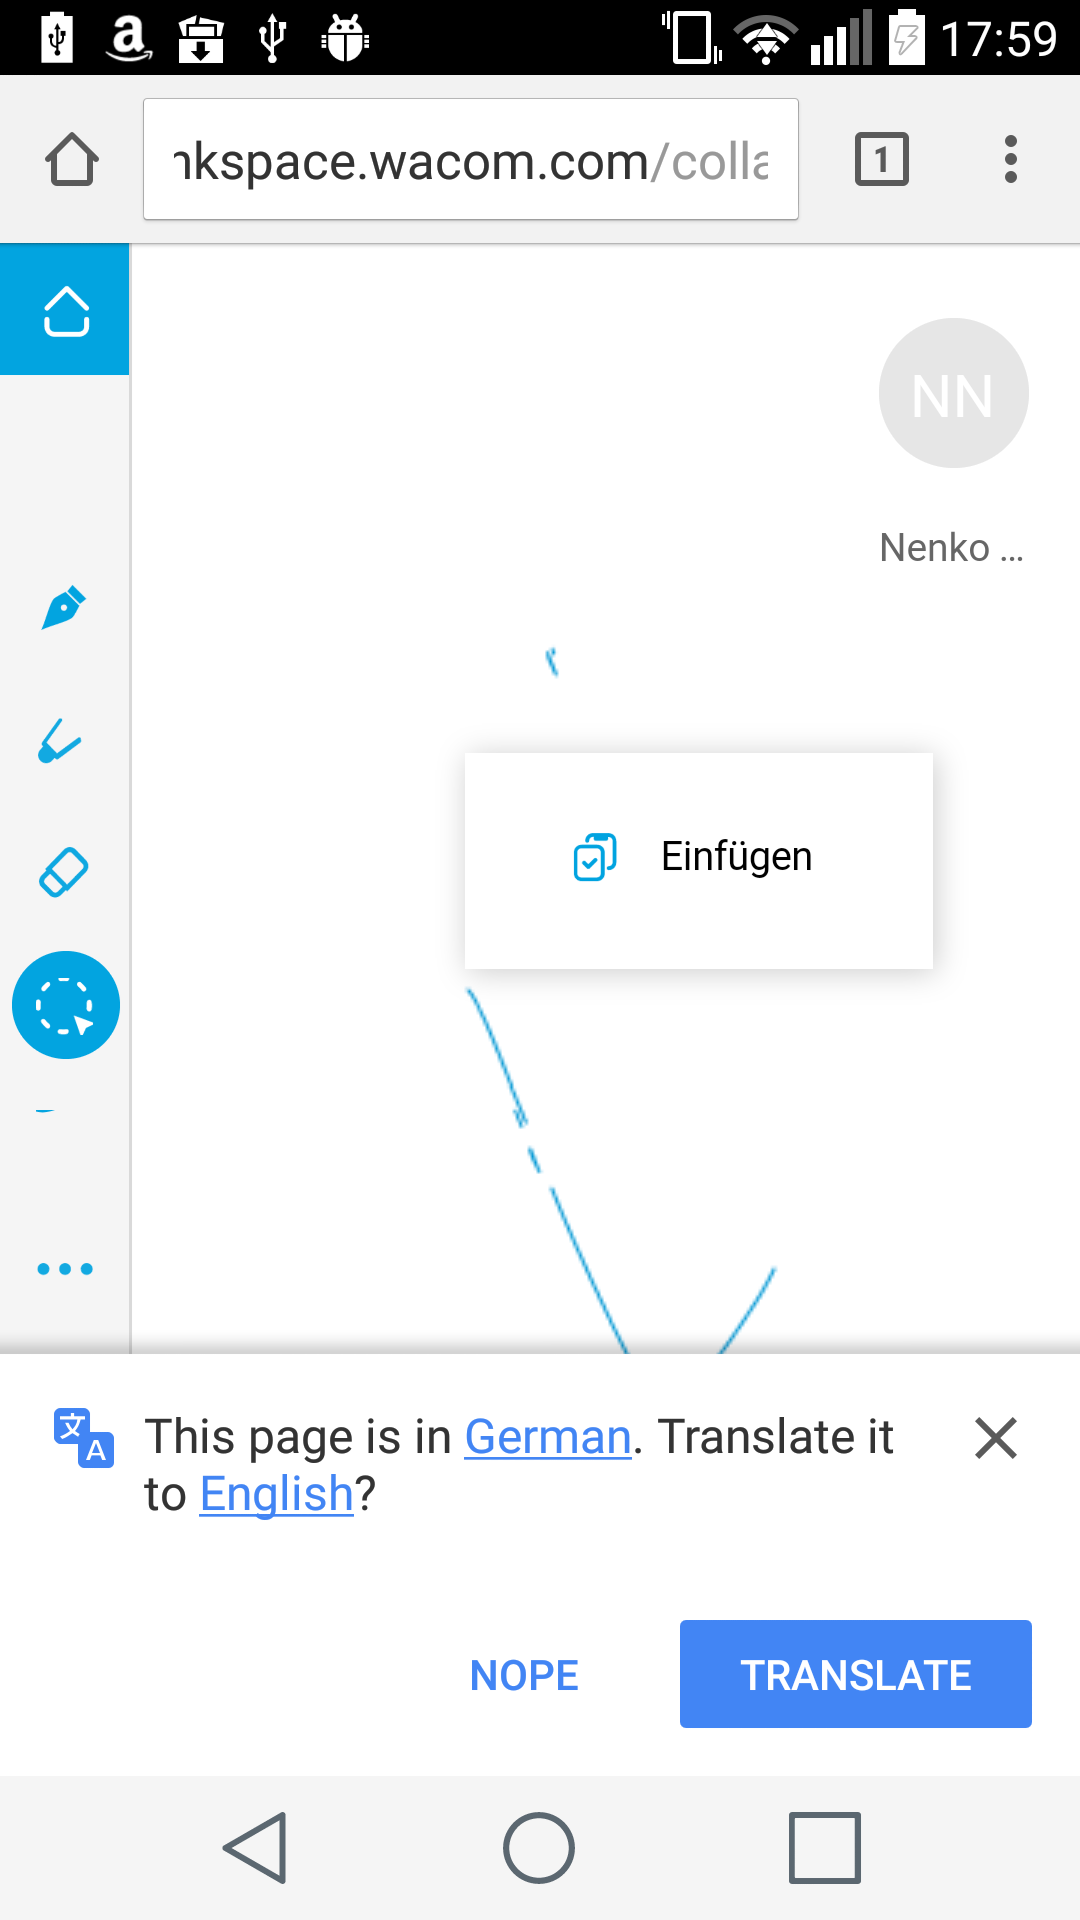 17:59
nkspace.wacom.com/colla
1
NN
Nenko ...
Einfügen
This page is in German. Translate it
to English?
NOPE
TRANSLATE